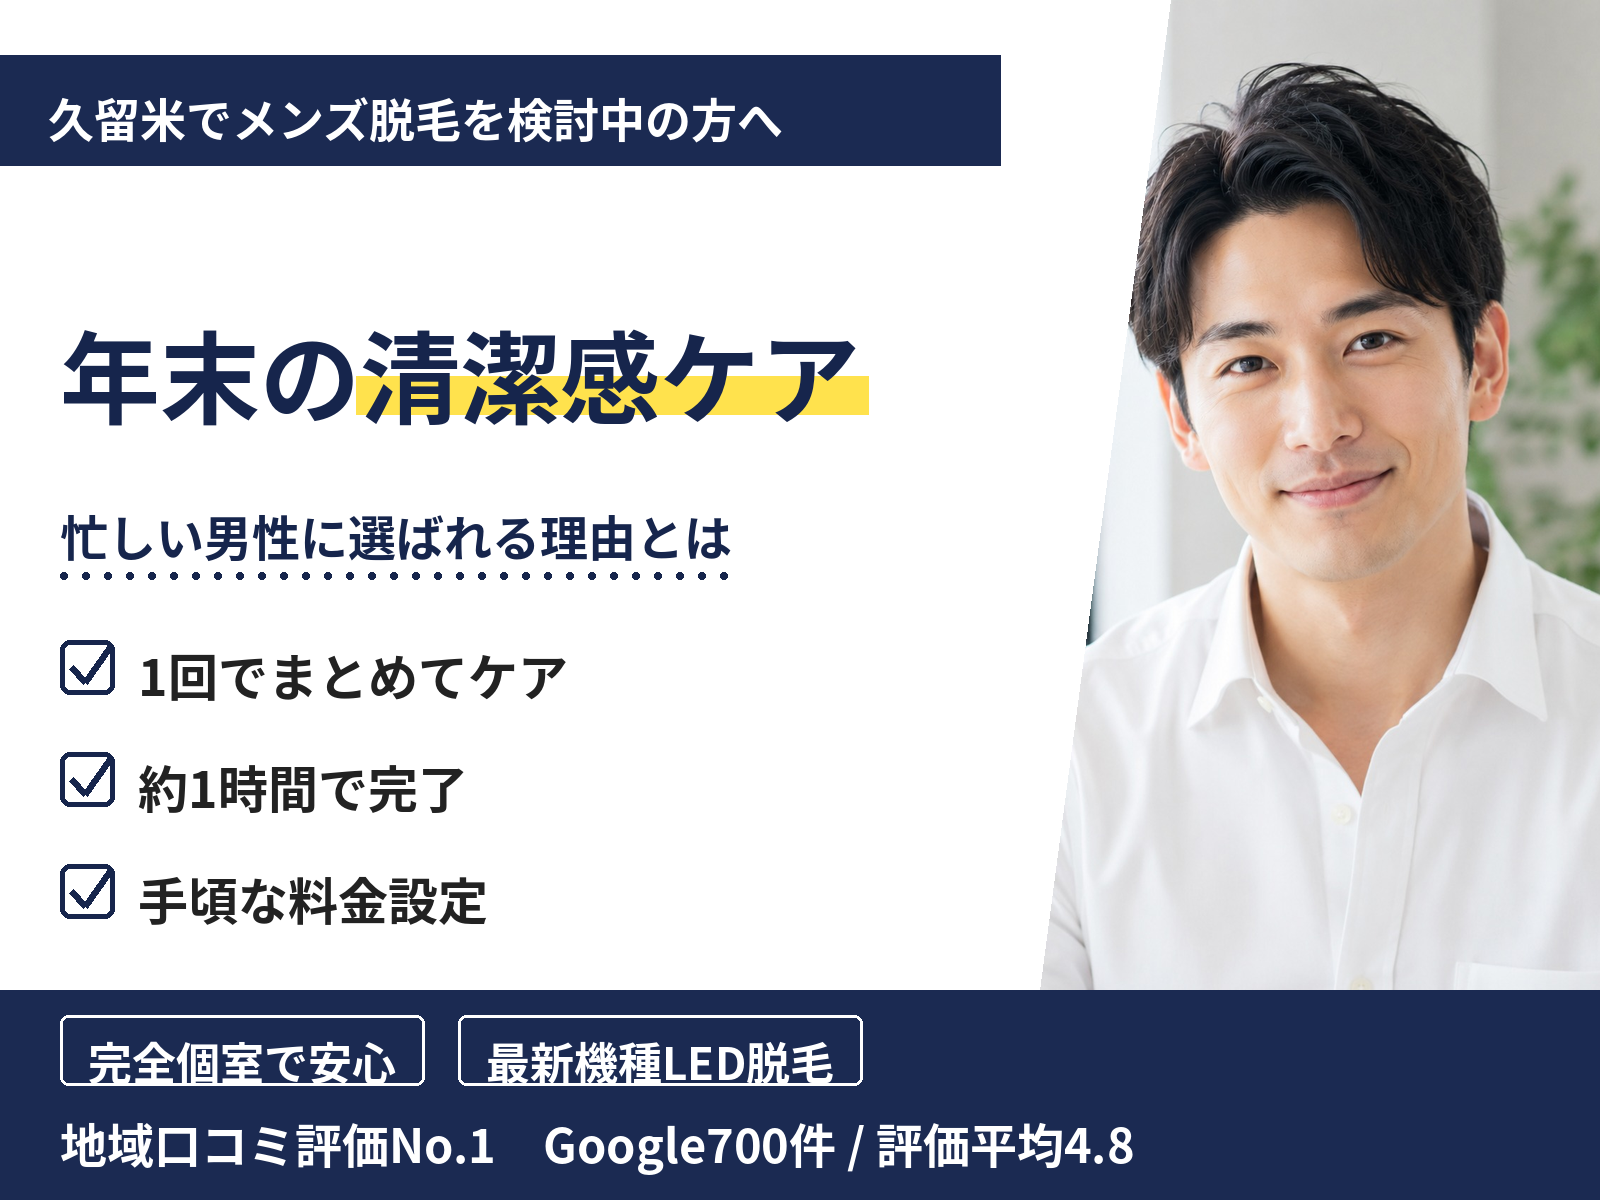 久留米でメンズ脱毛を検討中の方へ
年末の清潔感ケア
忙しい男性に選ばれる理由とは
1回でまとめてケア
約1時間で完了
手頃な料金設定
完全個室で安心 最新機種LED脱毛
地域口コミ評価No.1 Google700件 / 評価平均4.8